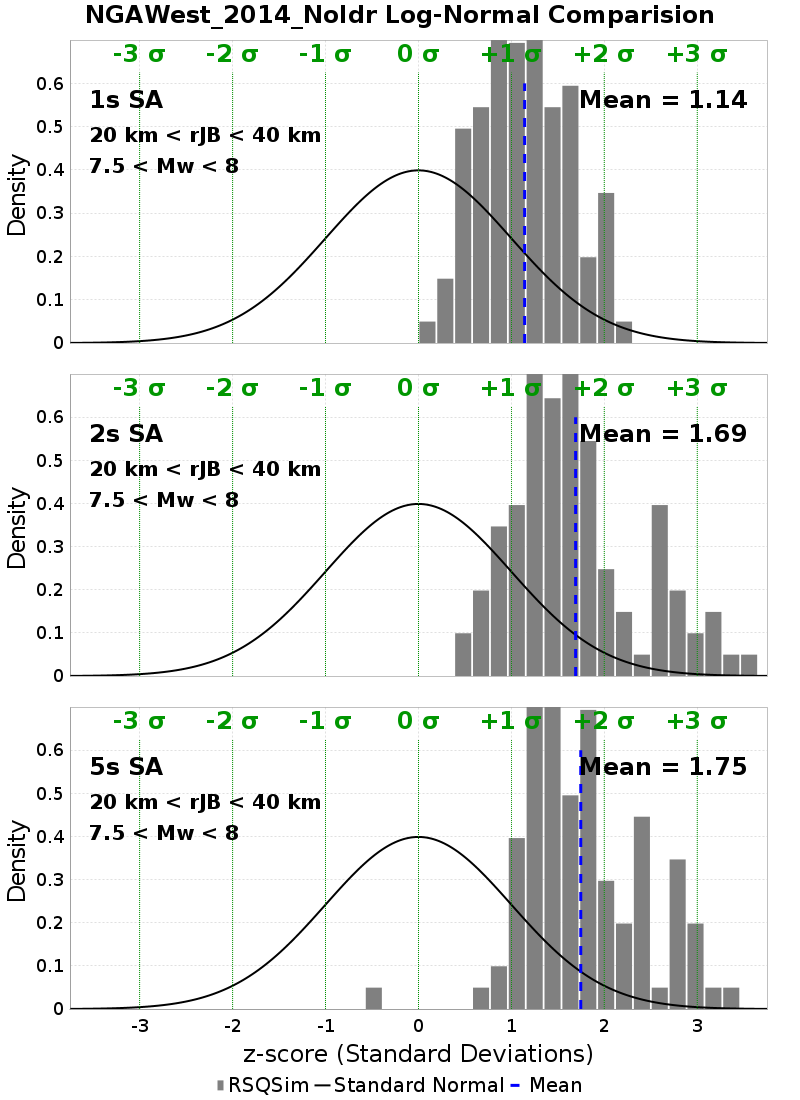 NGAWest_2014_NoIdr Log-Normal Comparision
-3 σ -2 σ -1 σ 0 σ +1 σ +2 σ +3 σ
1s SA
Mean = 1.14
20 km < rJB < 40 km
7.5 < Mw < 8
Density
0.6
0.5
0.4
0.3
0.2
0.1
0
-3 σ -2 σ -1 σ 0 σ +1 σ +2 σ +3 σ
2s SA
Mean = 1.69
20 km < rJB < 40 km
7.5 < Mw < 8
Density
0.6
0.5
0.4
0.3
0.2
0.1
0
-3 σ -2 σ -1 σ 0 σ +1 σ +2 σ +3 σ
5s SA
Mean = 1.75
20 km < rJB < 40 km
7.5 < Mw < 8
Density
0.6
0.5
0.4
0.3
0.2
0.1
0
-3 -2 -1 0 1 2 3
z-score (Standard Deviations)
RSQSim Standard Normal Mean